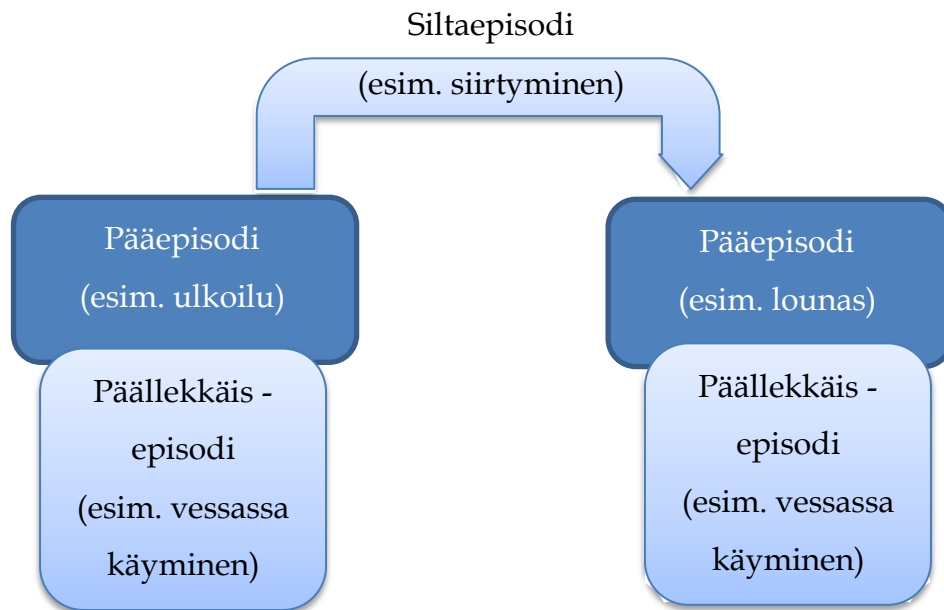 Siltaepisodi
(esim. siirtyminen)
Pääepisodi
(esim. ulkoilu)
Päällekkäis -
episodi
(esim. vessassa
käyminen)
Pääepisodi
(esim. lounas)
Päällekkäis -
episodi
(esim. vessassa
käyminen)